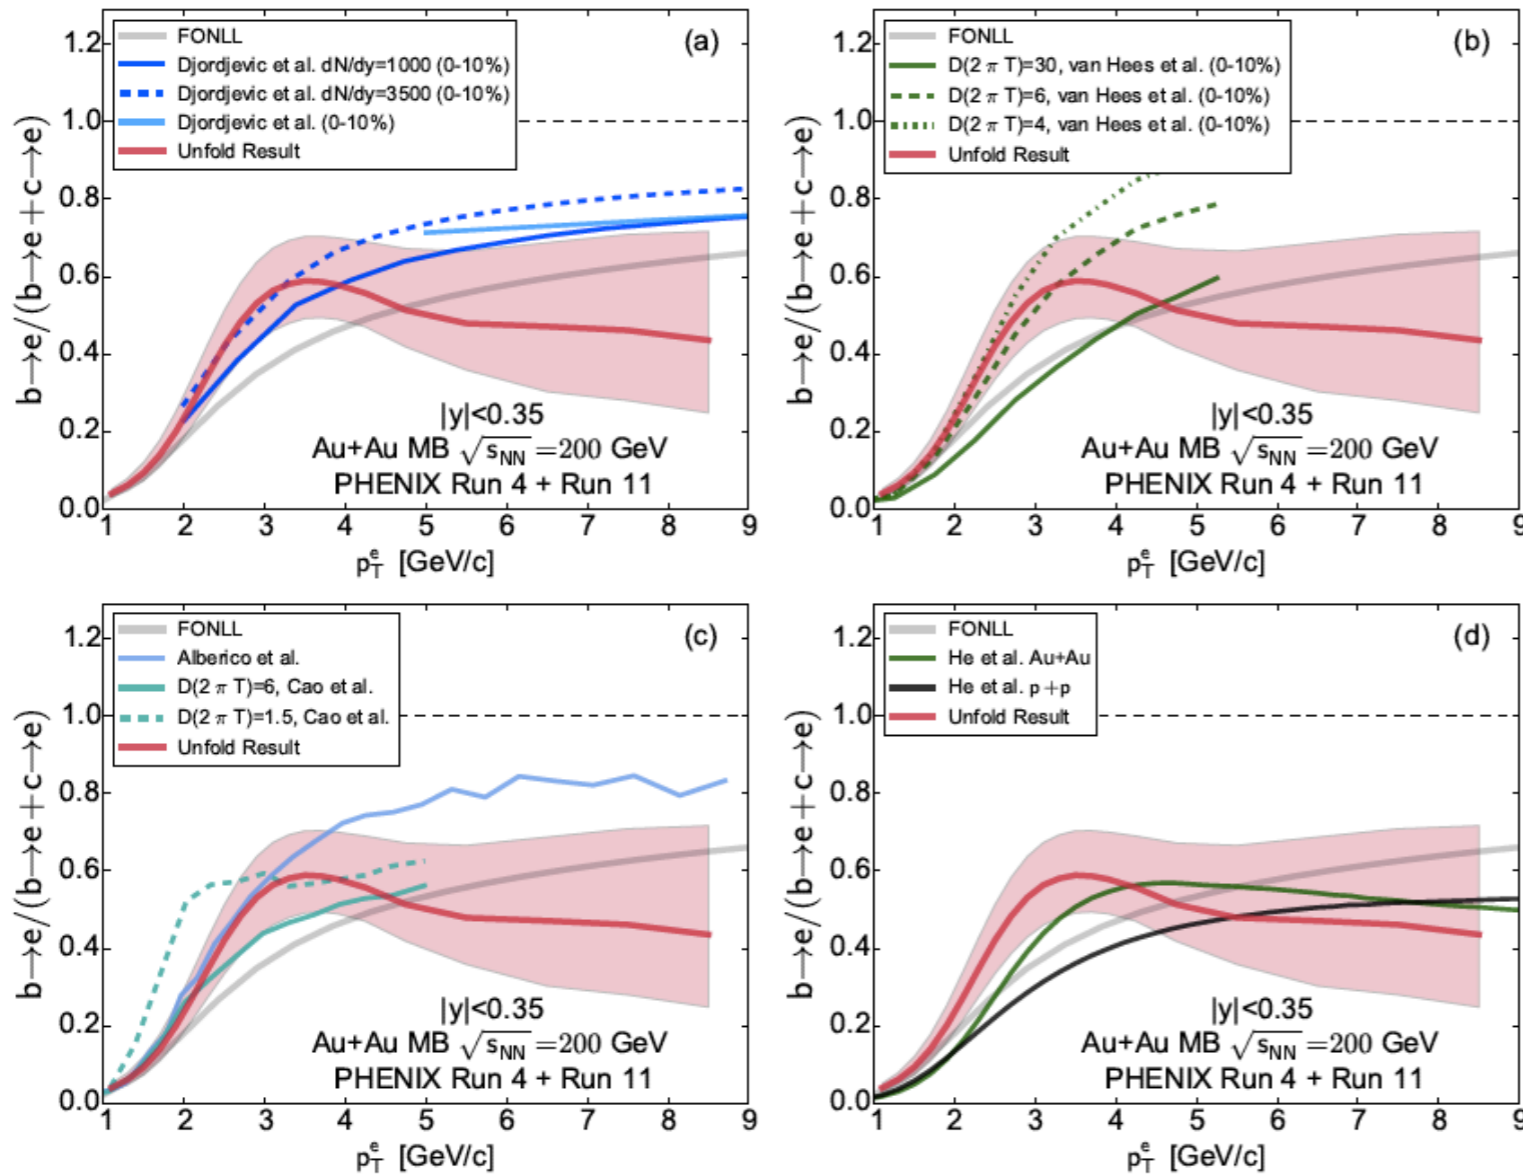 (a)
FONLL
Djordjevic et al. dN/dy=1000 (0-10%)
Djordjevic et al. dN/dy=3500 (0-10%)
Djordjevic et al. (0-10%)
Unfold Result
b→e/(b→e+c→e)
1.2
1.0
0.8
0.6
0.4
0.2
0.0
|y|<0.35
Au+Au MB √sNN=200 GeV
PHENIX Run 4 + Run 11
1 2 3 4 5 6 7 8 9
pTe [GeV/c]
(b)
FONLL
D(2 π T)=30, van Hees et al. (0-10%)
D(2 π T)=6, van Hees et al. (0-10%)
D(2 π T)=4, van Hees et al. (0-10%)
Unfold Result
b→e/(b→e+c→e)
1.2
1.0
0.8
0.6
0.4
0.2
0.0
|y|<0.35
Au+Au MB √sNN=200 GeV
PHENIX Run 4 + Run 11
1 2 3 4 5 6 7 8 9
pTe [GeV/c]
(c)
FONLL
Alberico et al.
D(2 π T)=6, Cao et al.
D(2 π T)=1.5, Cao et al.
Unfold Result
b→e/(b→e+c→e)
1.2
1.0
0.8
0.6
0.4
0.2
0.0
|y|<0.35
Au+Au MB √sNN=200 GeV
PHENIX Run 4 + Run 11
1 2 3 4 5 6 7 8 9
pTe [GeV/c]
(d)
FONLL
He et al. Au+Au
He et al. p+p
Unfold Result
b→e/(b→e+c→e)
1.2
1.0
0.8
0.6
0.4
0.2
0.0
|y|<0.35
Au+Au MB √sNN=200 GeV
PHENIX Run 4 + Run 11
1 2 3 4 5 6 7 8 9
pTe [GeV/c]